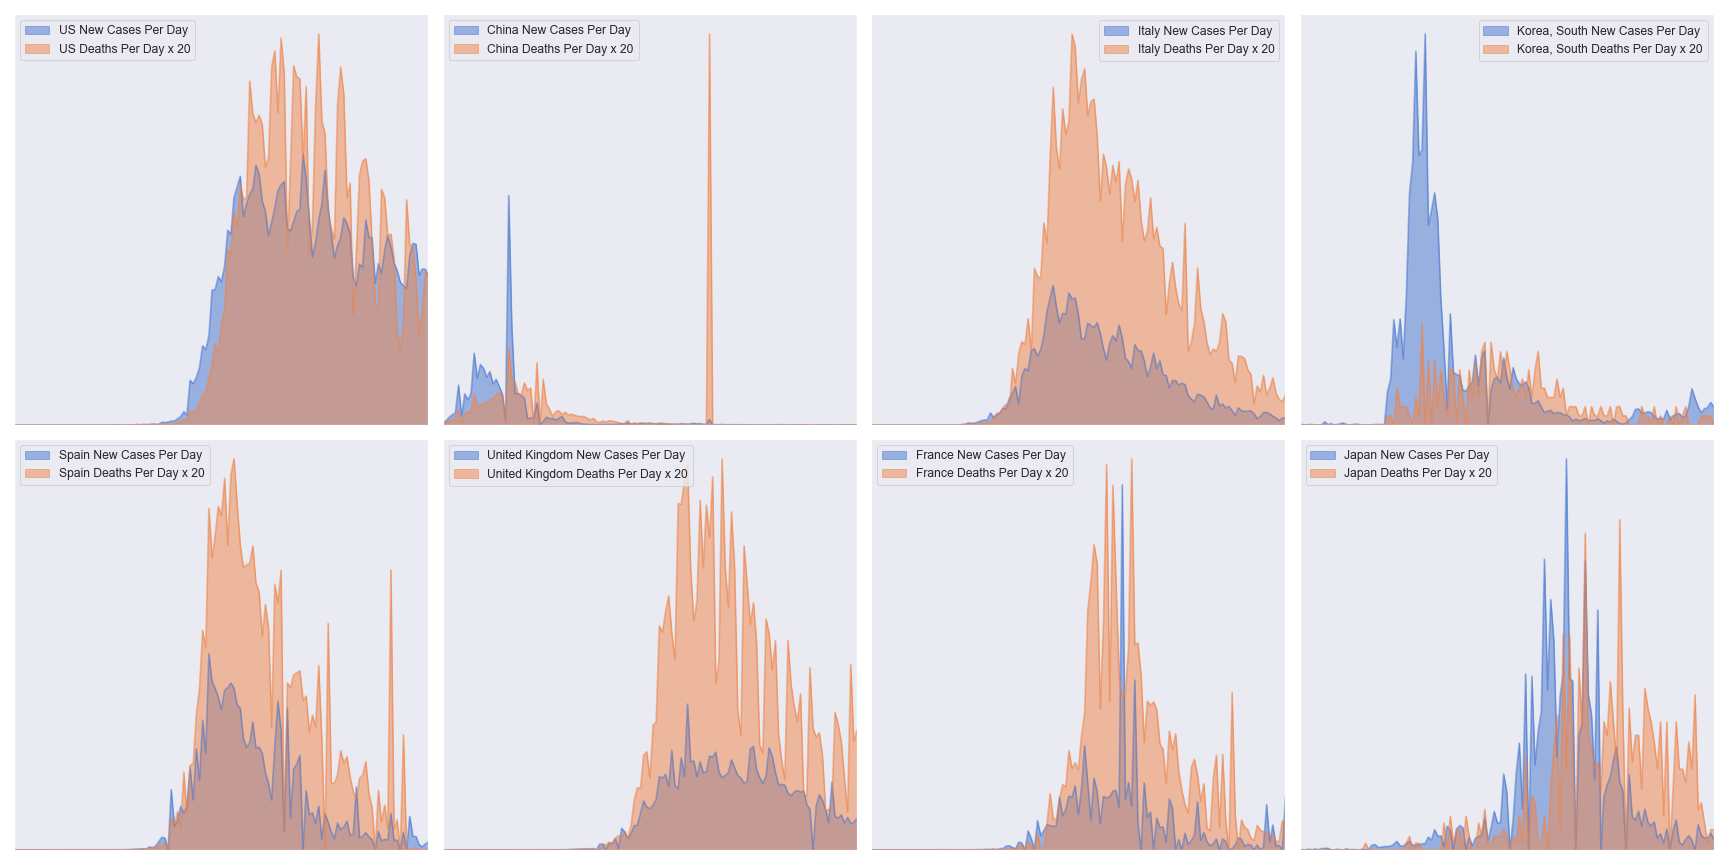 US New Cases Per Day
US Deaths Per Day x 20
China New Cases Per Day
China Deaths Per Day x 20
Italy New Cases Per Day
Italy Deaths Per Day x 20
Korea, South New Cases Per Day
Korea, South Deaths Per Day x 20
Spain New Cases Per Day
Spain Deaths Per Day x 20
United Kingdom New Cases Per Day
United Kingdom Deaths Per Day x 20
France New Cases Per Day
France Deaths Per Day x 20
Japan New Cases Per Day
Japan Deaths Per Day x 20